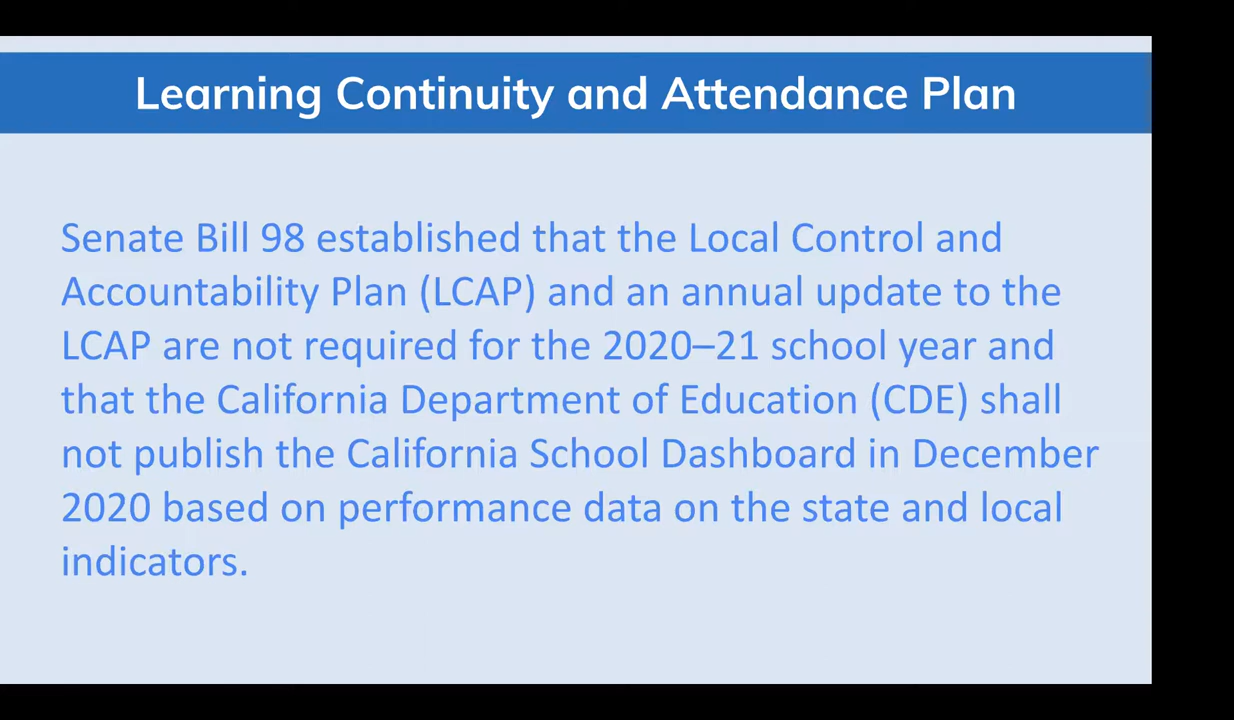 Learning Continuity and Attendance Plan
Senate Bill 98 established that the Local Control and
Accountability Plan (LCAP) and an annual update to the
LCAP are not required for the 2020–21 school year and
that the California Department of Education (CDE) shall
not publish the California School Dashboard in December
2020 based on performance data on the state and local
indicators.